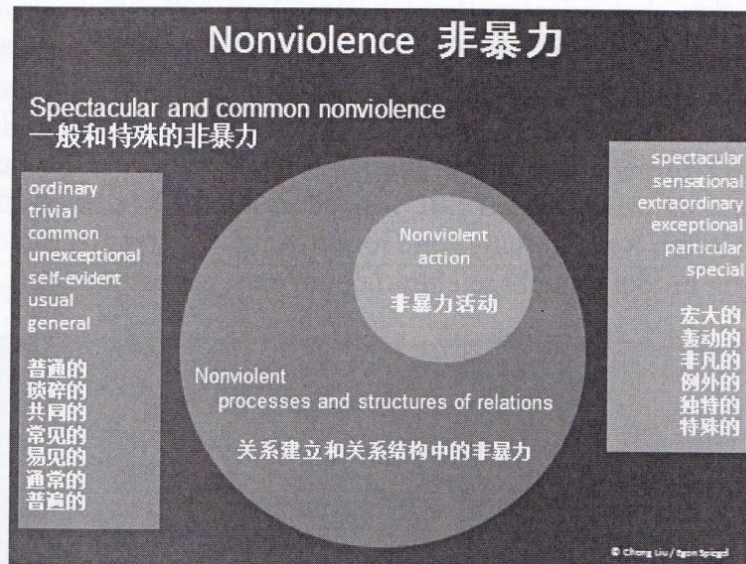 Nonviolence 非暴力
Spectacular and common nonviolence
一般和特殊的非暴力
ordinary
trivial
common
unexceptional
self-evident
usual
general
普通的
琐碎的
共同的
常见的
易见的
通常的
普遍的
Nonviolent
action
非暴力活动
Nonviolent
processes and structures of relations
关系建立和关系结构中的非暴力
spectacular
sensational
extraordinary
exceptional
particular
special
宏大的
轰动的
非凡的
例外的
独特的
特殊的
© Chong Liu / Egon Spiegel